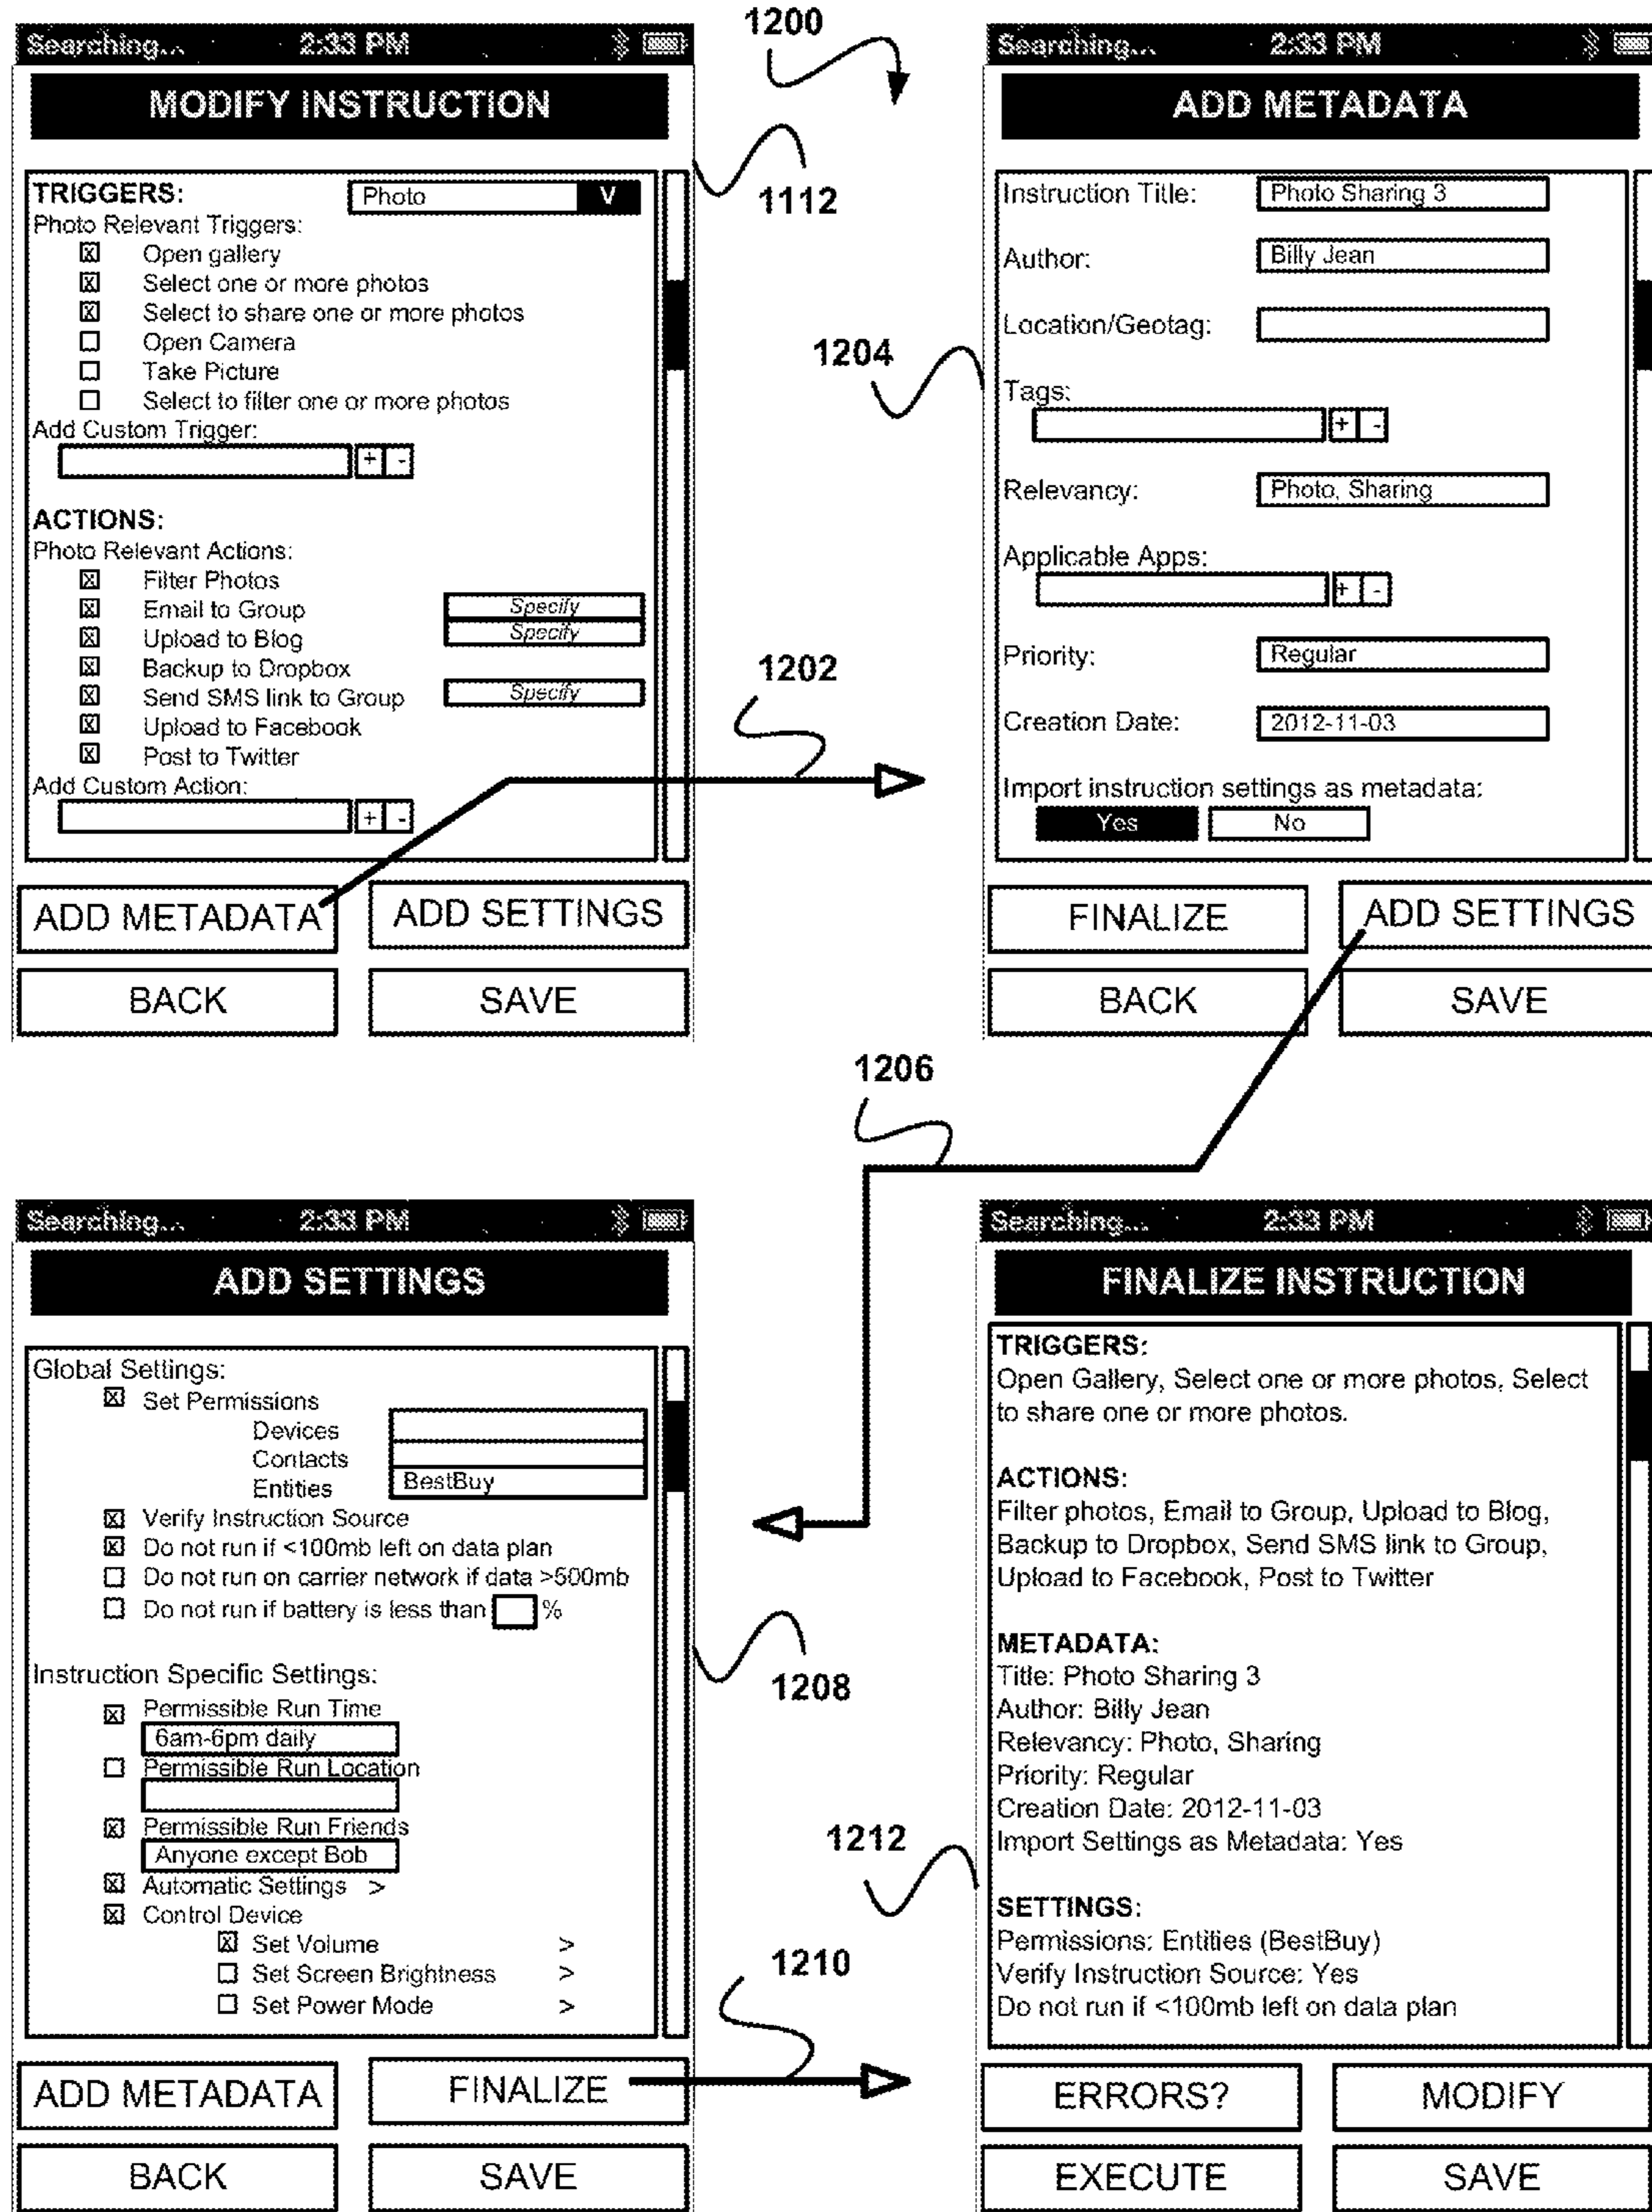 1200
Searching... 2:33 PM
MODIFY INSTRUCTION
1112
TRIGGERS: Photo V
Photo Relevant Triggers:
X Open gallery
X Select one or more photos
X Select to share one or more photos
Open Camera
Take Picture
Select to filter one or more photos
Add Custom Trigger:
+ -
ACTIONS:
Photo Relevant Actions:
X Filter Photos
X Email to Group Specify
X Upload to Blog Specify
X Backup to Dropbox
X Send SMS link to Group Specify
X Upload to Facebook
X Post to Twitter
Add Custom Action:
+ -
ADD METADATA ADD SETTINGS
BACK SAVE
1202
Searching... 2:33 PM
ADD METADATA
1204
Instruction Title: Photo Sharing 3
Author: Billy Jean
Location/Geotag:
Tags:
+ -
Relevancy: Photo, Sharing
Applicable Apps:
+ -
Priority: Regular
Creation Date: 2012-11-03
Import instruction settings as metadata:
Yes No
FINALIZE ADD SETTINGS
BACK SAVE
1206
Searching... 2:33 PM
ADD SETTINGS
Global Settings:
X Set Permissions
Devices
Contacts
Entities BestBuy
X Verify Instruction Source
X Do not run if <100mb left on data plan
Do not run on carrier network if data >500mb
Do not run if battery is less than %
1208
Instruction Specific Settings:
X Permissible Run Time
6am-6pm daily
Permissible Run Location
X Permissible Run Friends
Anyone except Bob
X Automatic Settings >
X Control Device
X Set Volume >
Set Screen Brightness >
Set Power Mode >
ADD METADATA FINALIZE
BACK SAVE
1210
Searching... 2:33 PM
FINALIZE INSTRUCTION
1212
TRIGGERS:
Open Gallery, Select one or more photos, Select
to share one or more photos.
ACTIONS:
Filter photos, Email to Group, Upload to Blog,
Backup to Dropbox, Send SMS link to Group,
Upload to Facebook, Post to Twitter
METADATA:
Title: Photo Sharing 3
Author: Billy Jean
Relevancy: Photo, Sharing
Priority: Regular
Creation Date: 2012-11-03
Import Settings as Metadata: Yes
SETTINGS:
Permissions: Entities (BestBuy)
Verify Instruction Source: Yes
Do not run if <100mb left on data plan
ERRORS? MODIFY
EXECUTE SAVE